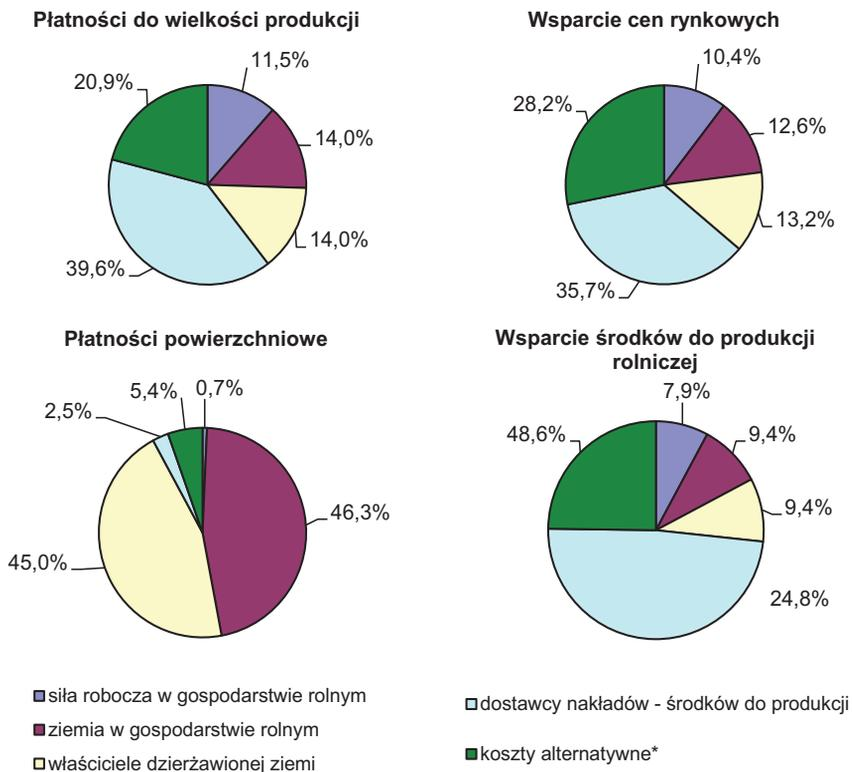 Płatności do wielkości produkcji
11,5%
20,9%
14,0%
14,0%
39,6%
Wsparcie cen rynkowych
10,4%
28,2%
12,6%
13,2%
35,7%
Płatności powierzchniowe
5,4%
0,7%
2,5%
46,3%
45,0%
Wsparcie środków do produkcji
rolniczej
7,9%
48,6%
9,4%
9,4%
24,8%
siła robocza w gospodarstwie rolnym
ziemia w gospodarstwie rolnym
właściciele dzierżawionej ziemi
dostawcy nakładów - środków do produkcji
koszty alternatywne*